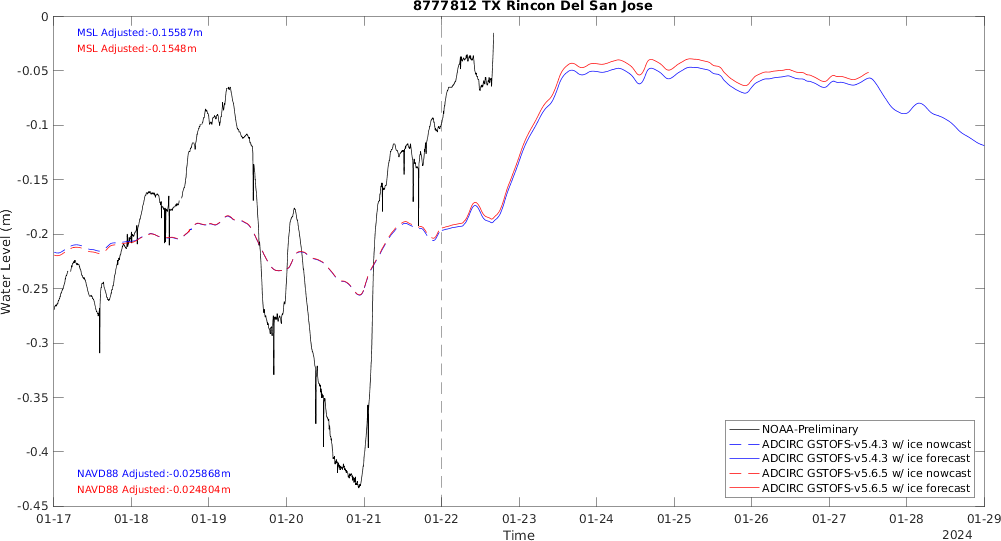 8777812 TX Rincon Del San Jose
MSL Adjusted:-0.15587m
MSL Adjusted:-0.1548m
0
-0.05
-0.1
-0.15
-0.2
-0.25
-0.3
-0.35
-0.4
-0.45
Water Level (m)
NAVD88 Adjusted:-0.025868m
NAVD88 Adjusted:-0.024804m
NOAA-Preliminary
ADCIRC GSTOFS-v5.4.3 w/ ice nowcast
ADCIRC GSTOFS-v5.4.3 w/ ice forecast
ADCIRC GSTOFS-v5.6.5 w/ ice nowcast
ADCIRC GSTOFS-v5.6.5 w/ ice forecast
01-17 01-18 01-19 01-20 01-21 01-22 01-23 01-24 01-25 01-26 01-27 01-28 01-29
Time
2024